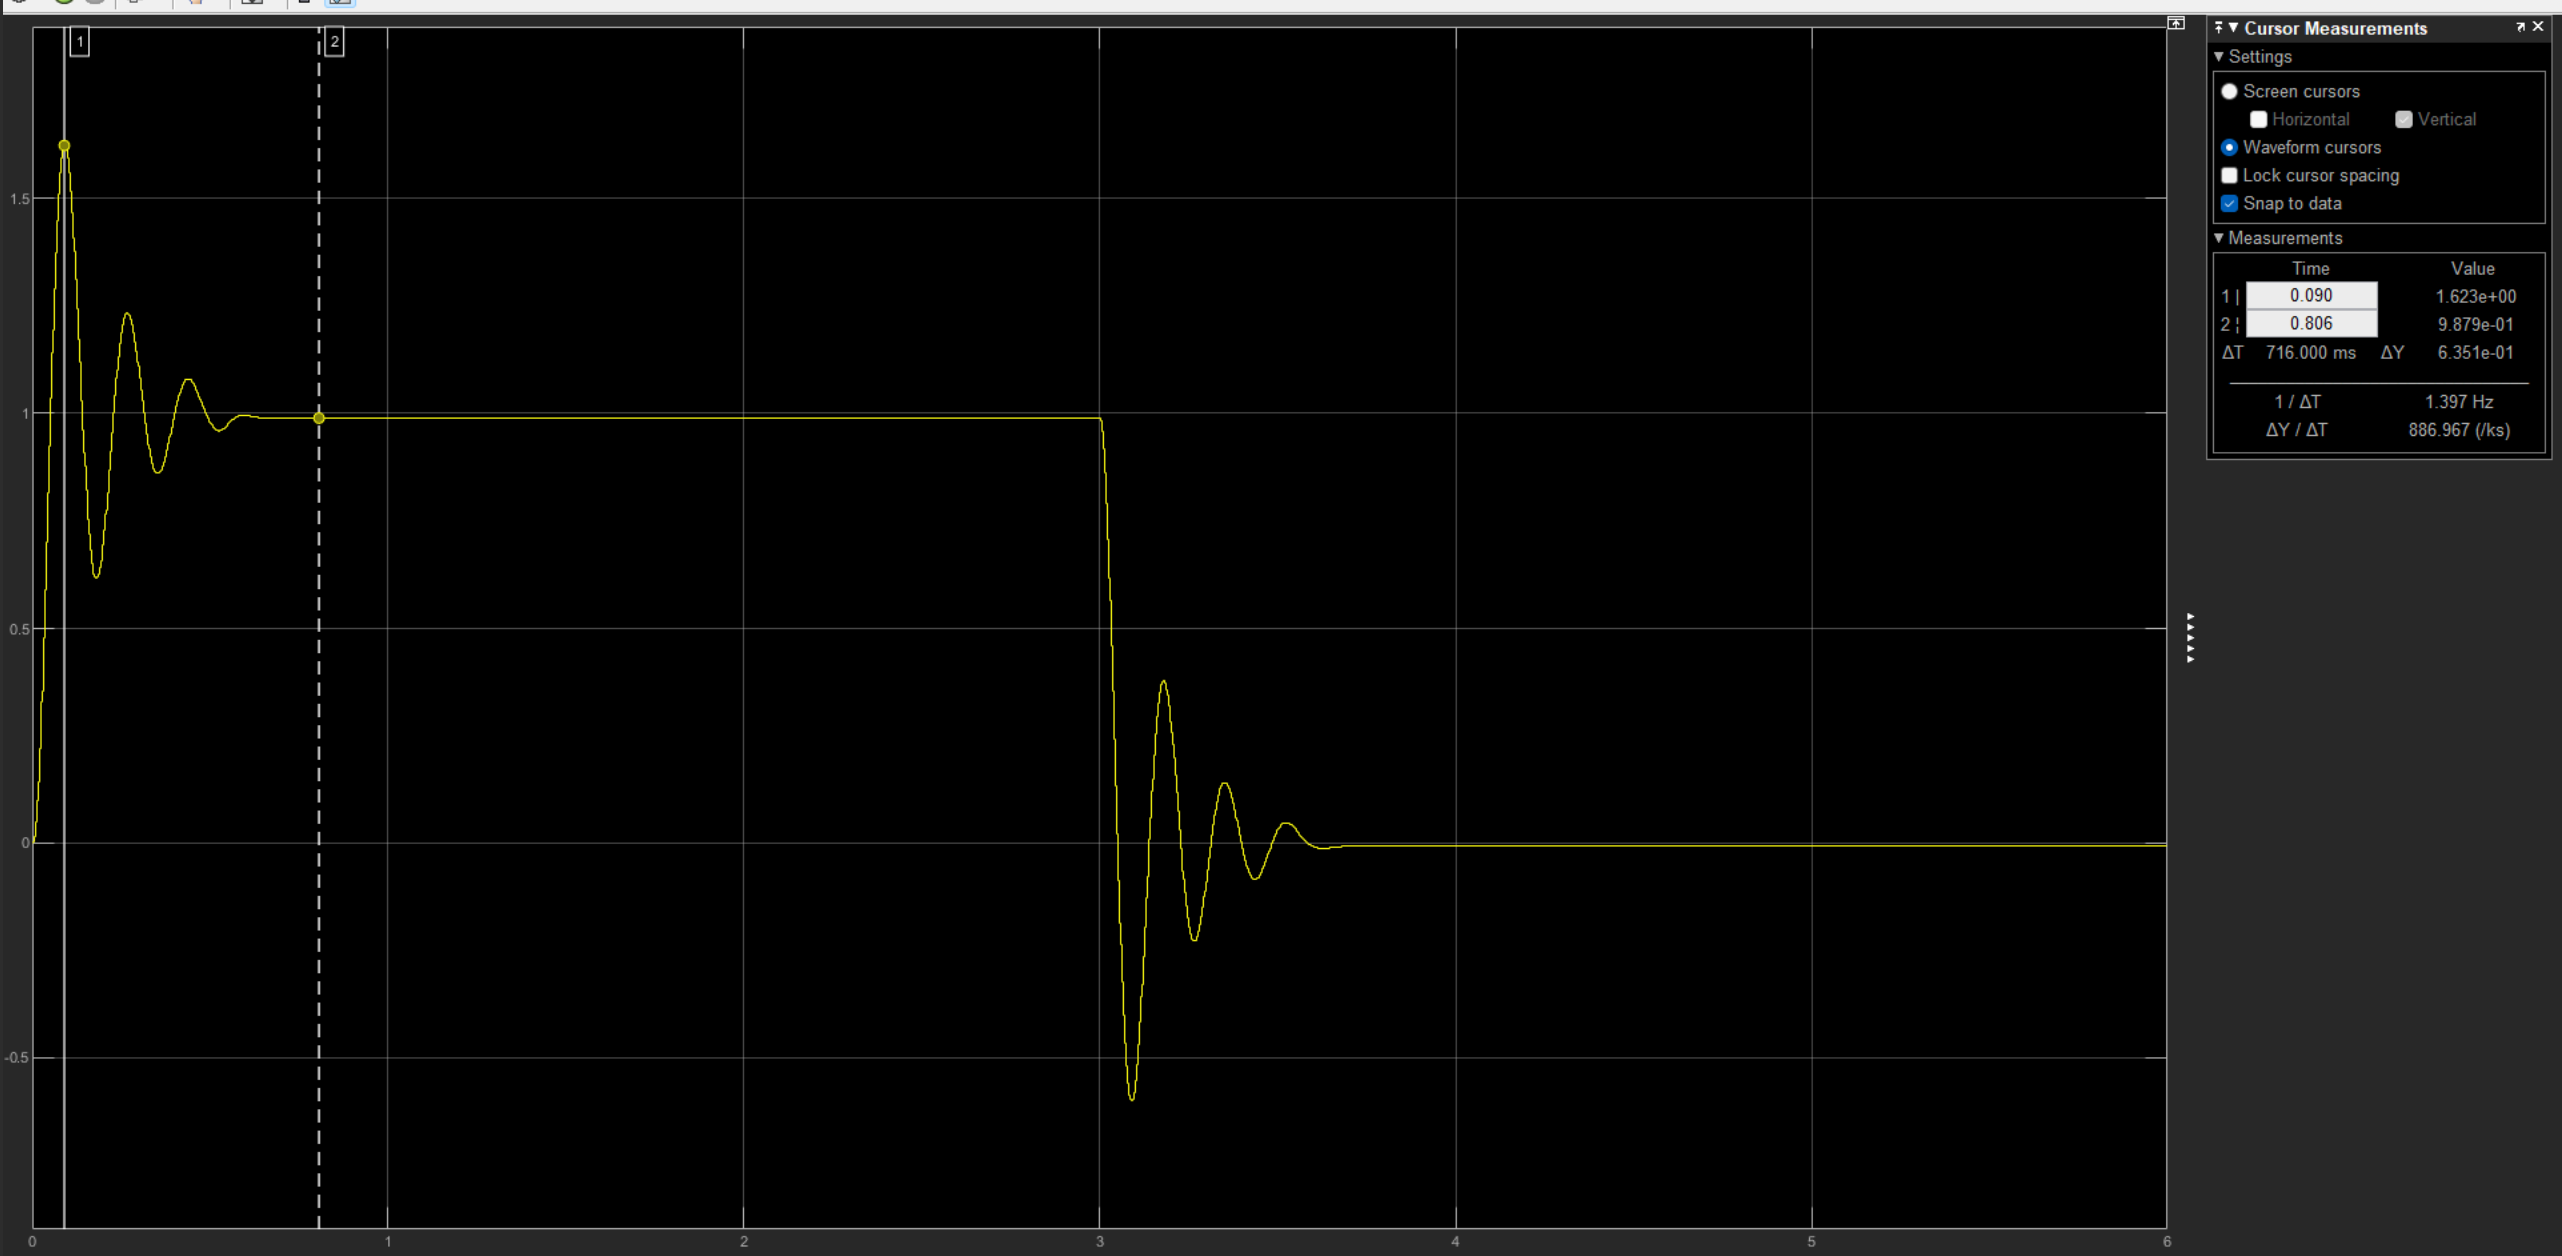 1
2
1.5
1
0.5
0
-0.5
0
1
2
3
4
5
6
Cursor Measurements
Settings
Screen cursors
Horizontal Vertical
Waveform cursors
Lock cursor spacing
Snap to data
Measurements
Time Value
1 | 0.090 1.623e+00
2 ¦ 0.806 9.879e-01
ΔT 716.000 ms ΔY 6.351e-01
1 / ΔT 1.397 Hz
ΔY / ΔT 886.967 (/ks)